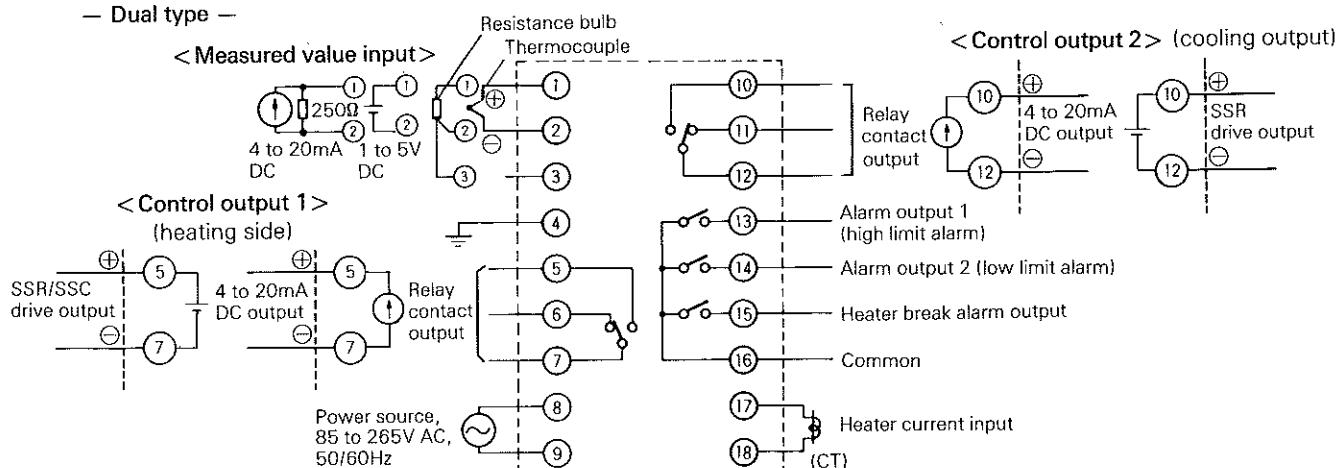 — Dual type —
Resistance bulb
Thermocouple
<Measured value input>
<Control output 2> (cooling output)
1 1 1 ⊕ 1
250Ω
2 2 2 ⊖ 2
4 to 20mA DC
1 to 5V DC
3 3
4
10
11
12
Relay contact output
10 ⊕
4 to 20mA DC output
12 ⊖
10 ⊕
SSR drive output
12 ⊖
<Control output 1>
(heating side)
⊕ 5
SSR/SSC drive output
⊖ 7
⊕ 5
4 to 20mA DC output
⊖ 7
Relay contact output
5
6
7
13 Alarm output 1
(high limit alarm)
14 Alarm output 2 (low limit alarm)
15 Heater break alarm output
16 Common
Power source,
85 to 265V AC,
50/60Hz
8
9
17
Heater current input
18
(CT)